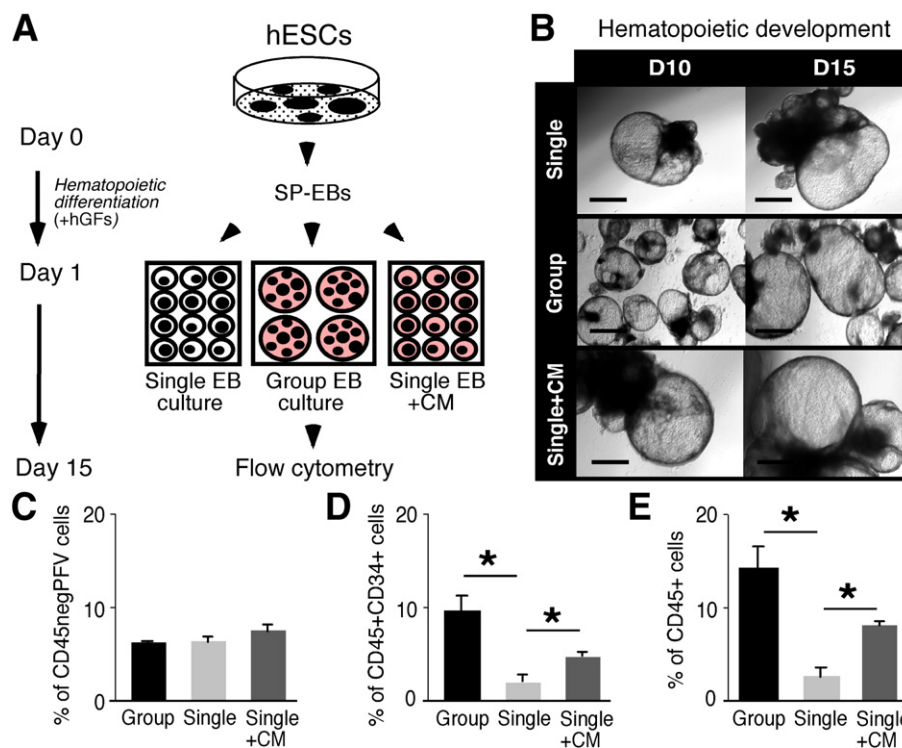 A
hESCs
Day 0
Hematopoietic
differentiation
(+hGFs)
SP-EBs
Day 1
Single EB
culture
Group EB
culture
Single EB
+CM
Day 15
Flow cytometry
B
Hematopoietic development
D10
D15
Single
Group
Single+CM
C
% of CD45negPFV cells
20
10
0
Group
Single
Single
+CM
D
% of CD45+CD34+ cells
20
10
0
*
*
Group
Single
Single
+CM
E
% of CD45+ cells
20
10
0
*
*
Group
Single
Single
+CM